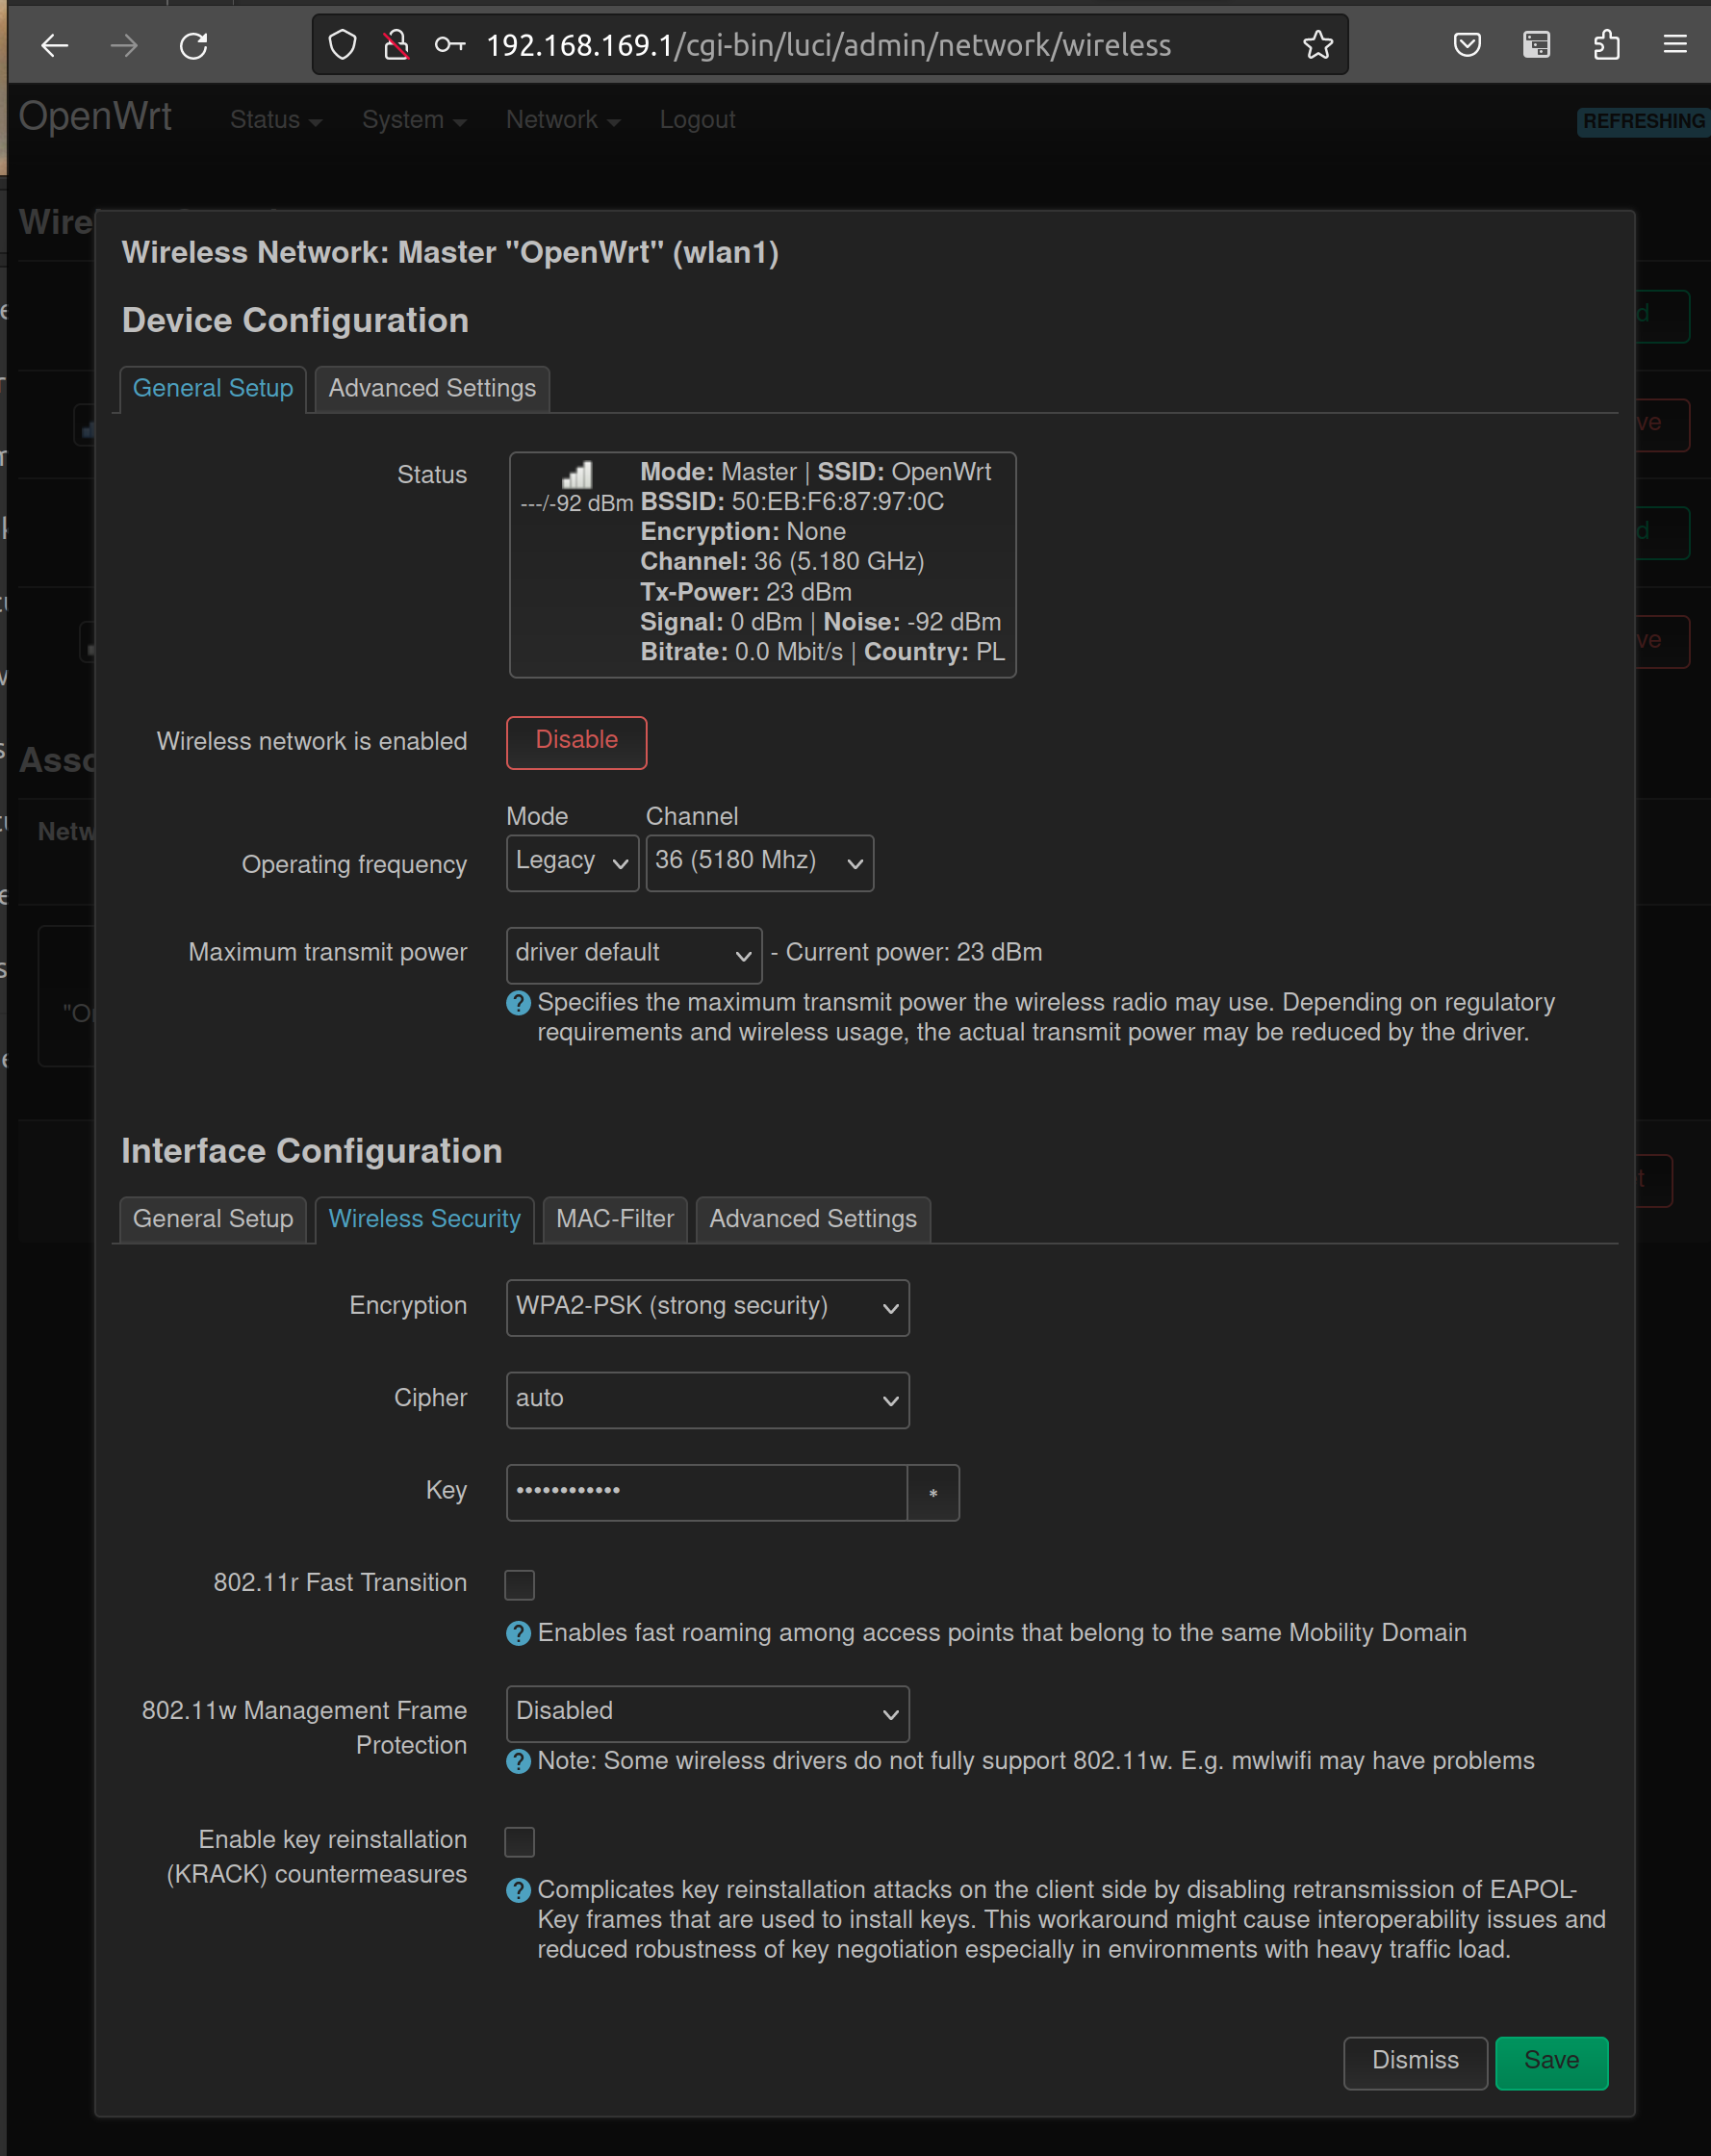 192.168.169.1/cgi-bin/luci/admin/network/wireless
OpenWrt Status System Network Logout REFRESHING
Wire
Wireless Network: Master "OpenWrt" (wlan1)
Device Configuration
General Setup Advanced Settings
Status
Mode: Master | SSID: OpenWrt
---/-92 dBm BSSID: 50:EB:F6:87:97:0C
Encryption: None
Channel: 36 (5.180 GHz)
Tx-Power: 23 dBm
Signal: 0 dBm | Noise: -92 dBm
Bitrate: 0.0 Mbit/s | Country: PL
Wireless network is enabled Disable
Mode Channel
Operating frequency Legacy 36 (5180 Mhz)
Maximum transmit power driver default - Current power: 23 dBm
Specifies the maximum transmit power the wireless radio may use. Depending on regulatory
requirements and wireless usage, the actual transmit power may be reduced by the driver.
Asso
Netw
"O
Interface Configuration
General Setup Wireless Security MAC-Filter Advanced Settings
Encryption WPA2-PSK (strong security)
Cipher auto
Key •••••••••••• *
802.11r Fast Transition
Enables fast roaming among access points that belong to the same Mobility Domain
802.11w Management Frame
Protection
Disabled
Note: Some wireless drivers do not fully support 802.11w. E.g. mwlwifi may have problems
Enable key reinstallation
(KRACK) countermeasures
Complicates key reinstallation attacks on the client side by disabling retransmission of EAPOL-
Key frames that are used to install keys. This workaround might cause interoperability issues and
reduced robustness of key negotiation especially in environments with heavy traffic load.
Dismiss Save